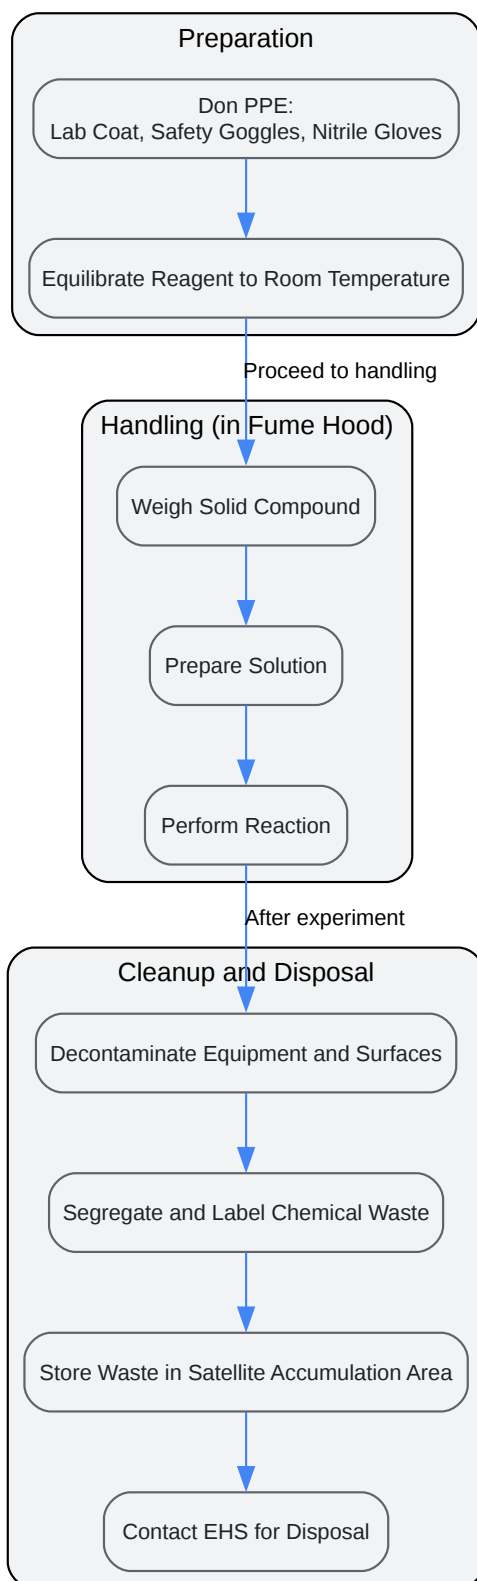 Preparation
Don PPE:
Lab Coat, Safety Goggles, Nitrile Gloves
Equilibrate Reagent to Room Temperature
Proceed to handling
Handling (in Fume Hood)
Weigh Solid Compound
Prepare Solution
Perform Reaction
After experiment
Cleanup and Disposal
Decontaminate Equipment and Surfaces
Segregate and Label Chemical Waste
Store Waste in Satellite Accumulation Area
Contact EHS for Disposal